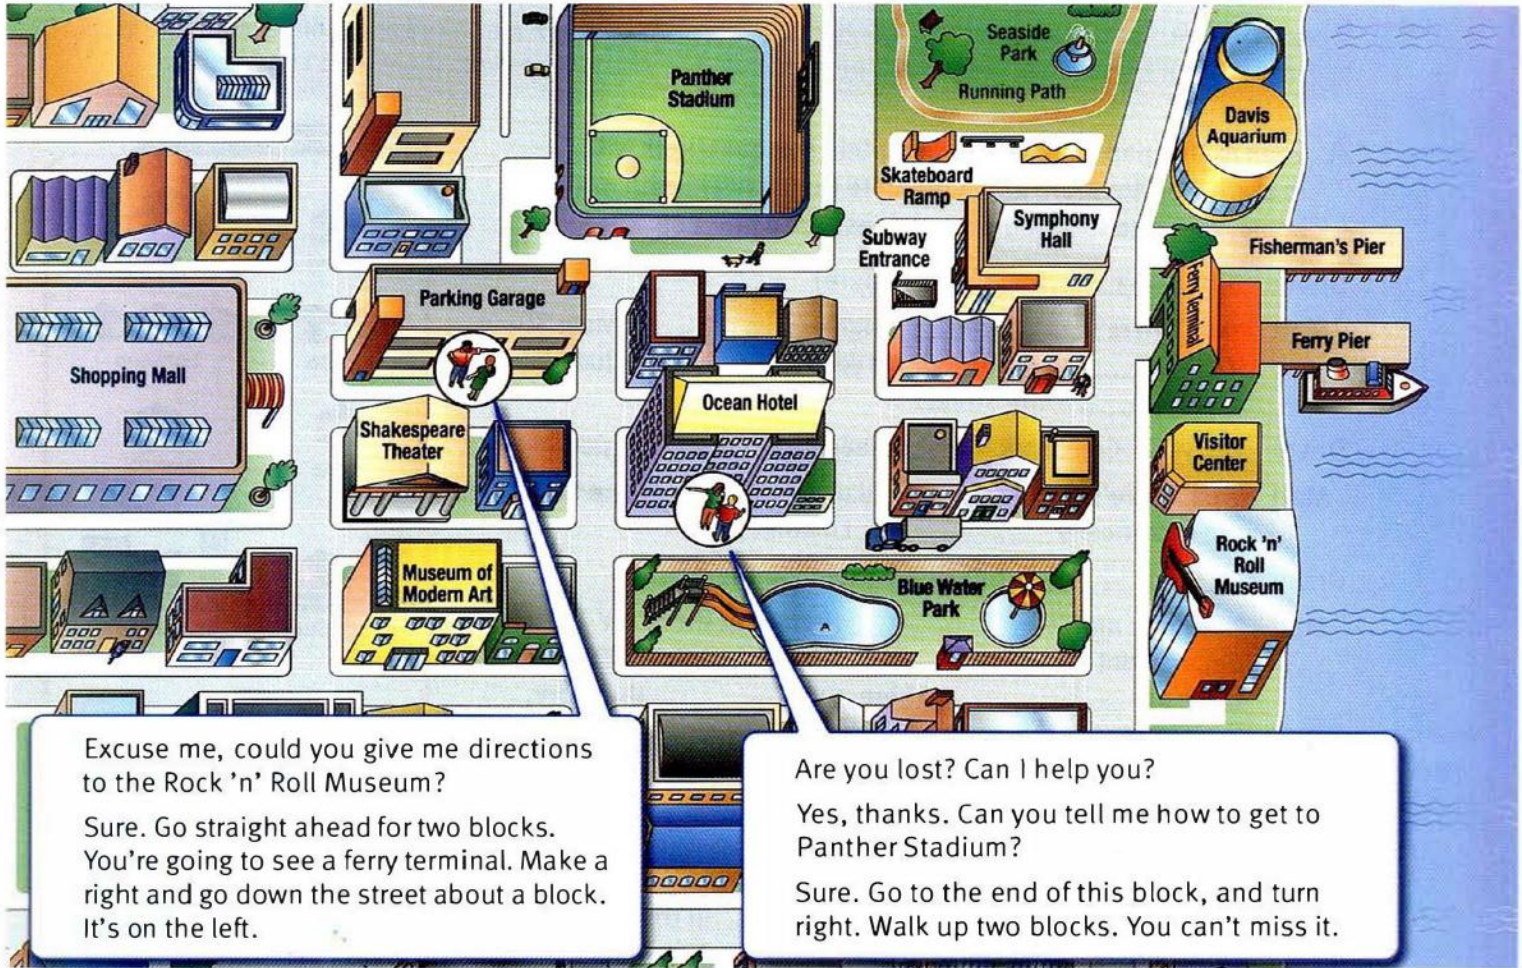 Panther
Stadium
Seaside
Park
Running Path
Davis
Aquarium
Skateboard
Ramp
Symphony
Hall
Subway
Entrance
Fisherman's Pier
Parking Garage
Ferry Terminal
Ferry Pier
Shopping Mall
Ocean Hotel
Shakespeare
Theater
Visitor
Center
Museum of
Modern Art
Blue Water
Park
Rock 'n'
Roll
Museum
Excuse me, could you give me directions
to the Rock ’n’ Roll Museum?
Sure. Go straight ahead for two blocks.
You’re going to see a ferry terminal. Make a
right and go down the street about a block.
It’s on the left.
Are you lost? Can I help you?
Yes, thanks. Can you tell me how to get to
Panther Stadium?
Sure. Go to the end of this block, and turn
right. Walk up two blocks. You can’t miss it.